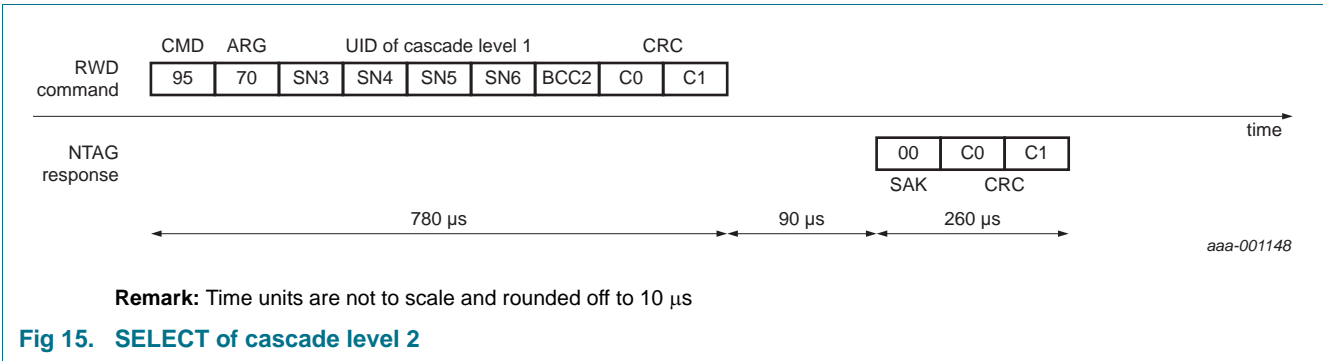 CMD ARG UID of cascade level 1 CRC
RWD
command
95 70 SN3 SN4 SN5 SN6 BCC2 C0 C1
time
NTAG
response
00 C0 C1
SAK CRC
780 μs 90 μs 260 μs
aaa-001148
Remark: Time units are not to scale and rounded off to 10 μs
Fig 15. SELECT of cascade level 2